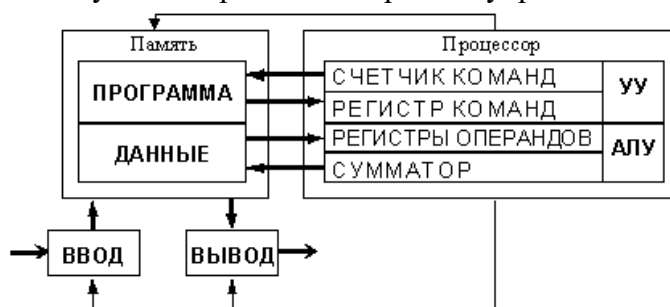 Память
Процессор
ПРОГРАММА
ДАННЫЕ
СЧЕТЧИК КОМАНД
РЕГИСТР КОМАНД
РЕГИСТРЫ ОПЕРАНДОВ
СУММАТОР
УУ
АЛУ
ВВОД
ВЫВОД